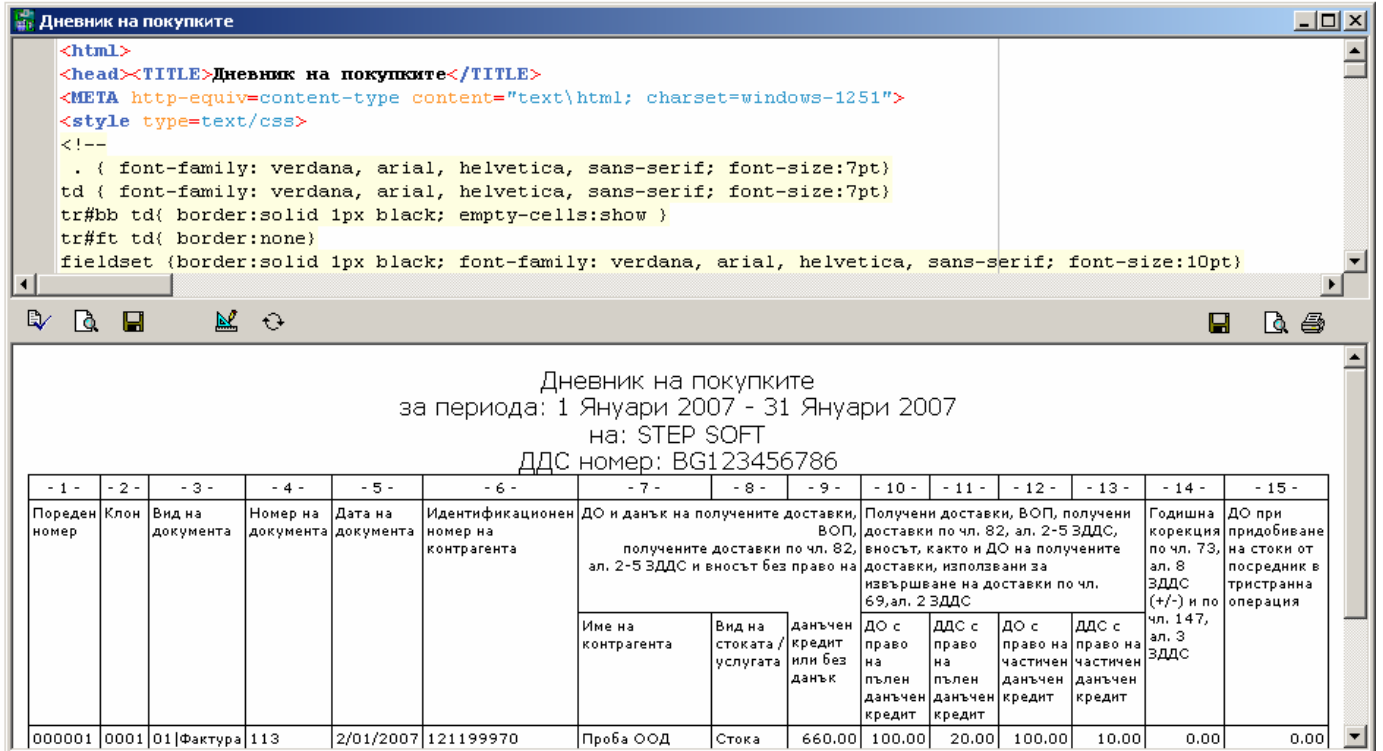 Дневник на покупките
<html>
<head><TITLE>Дневник на покупките</TITLE>
<META http-equiv=content-type content="text\html; charset=windows-1251">
<style type=text/css>
<!--
. { font-family: verdana, arial, helvetica, sans-serif; font-size:7pt}
td { font-family: verdana, arial, helvetica, sans-serif; font-size:7pt}
tr#bb td{ border:solid 1px black; empty-cells:show }
tr#ft td{ border:none}
fieldset {border:solid 1px black; font-family: verdana, arial, helvetica, sans-serif; font-size:10pt}
Дневник на покупките
за периода: 1 Януари 2007 - 31 Януари 2007
на: STEP SOFT
ДДС номер: BG123456786
- 1 - - 2 - - 3 - - 4 - - 5 - - 6 - - 7 - - 8 - - 9 - - 10 - - 11 - - 12 - - 13 - - 14 - - 15 -
Пореден
номер
Клон
Вид на
документа
Номер на
документа
Дата на
документа
Идентификационен
номер на
контрагента
ДО и данък на получените доставки,
ВОП,
получените доставки по чл. 82,
ал. 2-5 ЗДДС и вносът без право на
Получени доставки, ВОП, получени
доставки по чл. 82, ал. 2-5 ЗДДС,
вносът, както и ДО на получените
доставки, използвани за
извършване на доставки по чл.
69,ал. 2 ЗДДС
Годишна
корекция
по чл. 73,
ал. 8
ЗДДС
(+/-) и по
чл. 147,
ал. 3
ЗДДС
ДО при
придобиване
на стоки от
посредник в
тристранна
операция
Име на
контрагента
Вид на
стоката /
услугата
данъчен
кредит
или без
данък
ДО с
право
на
пълен
данъчен
кредит
ДДС с
право
на
пълен
данъчен
кредит
ДО с
право на
частичен
данъчен
кредит
ДДС с
право на
частичен
данъчен
кредит
000001 0001 01|Фактура 113 2/01/2007 121199970 Проба ООД Стока 660.00 100.00 20.00 100.00 10.00 0.00 0.00